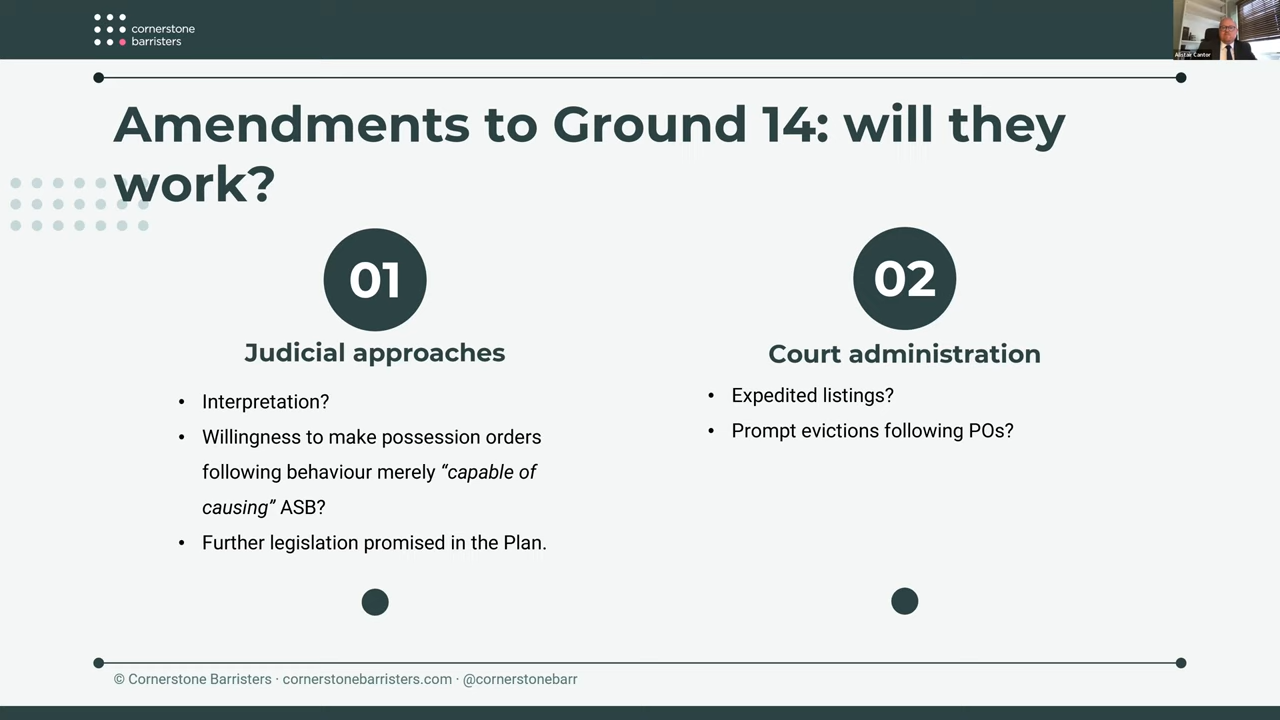 cornerstone
barristers
Alistair Cantor
Amendments to Ground 14: will they
work?
01
Judicial approaches
• Interpretation?
• Willingness to make possession orders
following behaviour merely “capable of
causing” ASB?
• Further legislation promised in the Plan.
02
Court administration
• Expedited listings?
• Prompt evictions following POs?
© Cornerstone Barristers · cornerstonebarristers.com · @cornerstonebarr